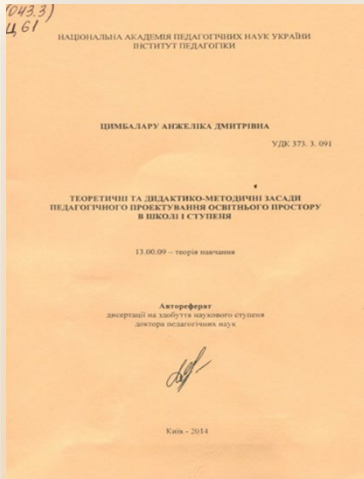 (043.3)
Ц 61
НАЦІОНАЛЬНА АКАДЕМІЯ ПЕДАГОГІЧНИХ НАУК УКРАЇНИ
ІНСТИТУТ ПЕДАГОГІКИ
ЦИМБАЛАРУ АНЖЕЛІКА ДМИТРІВНА
УДК 373. 3. 091
ТЕОРЕТИЧНІ ТА ДИДАКТИКО-МЕТОДИЧНІ ЗАСАДИ
ПЕДАГОГІЧНОГО ПРОЕКТУВАННЯ ОСВІТНЬОГО ПРОСТОРУ
В ШКОЛІ І СТУПЕНЯ
13.00.09 – теорія навчання
Автореферат
дисертації на здобуття наукового ступеня
доктора педагогічних наук
Київ - 2014